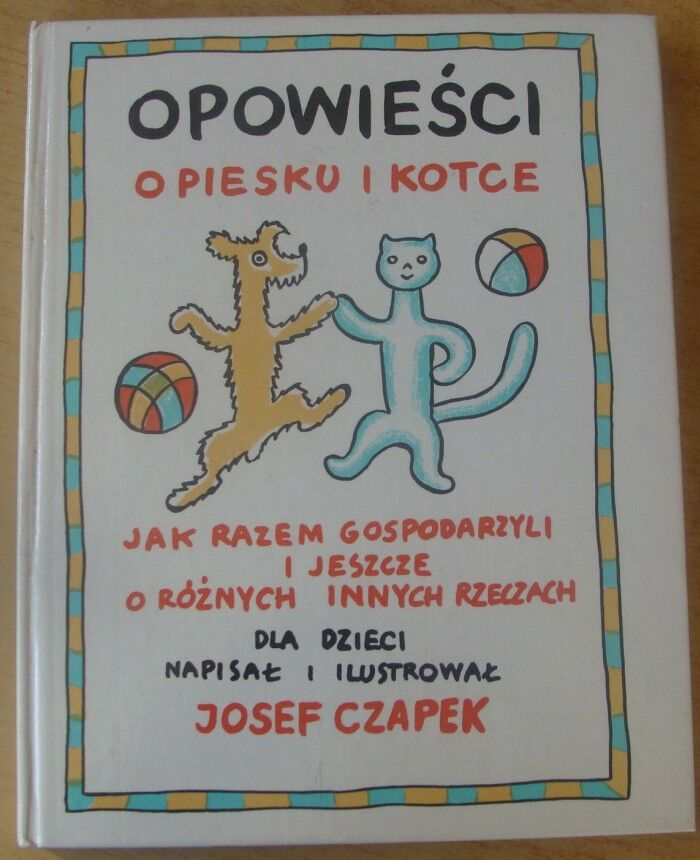 OPOWIEŚCI
O PIESKU I KOTCE
JAK RAZEM GOSPODARZYLI
I JESZCZE
O RÓŻNYCH INNYCH RZECZACH
DLA DZIECI
NAPISAŁ I ILUSTROWAŁ
JOSEF CZAPEK